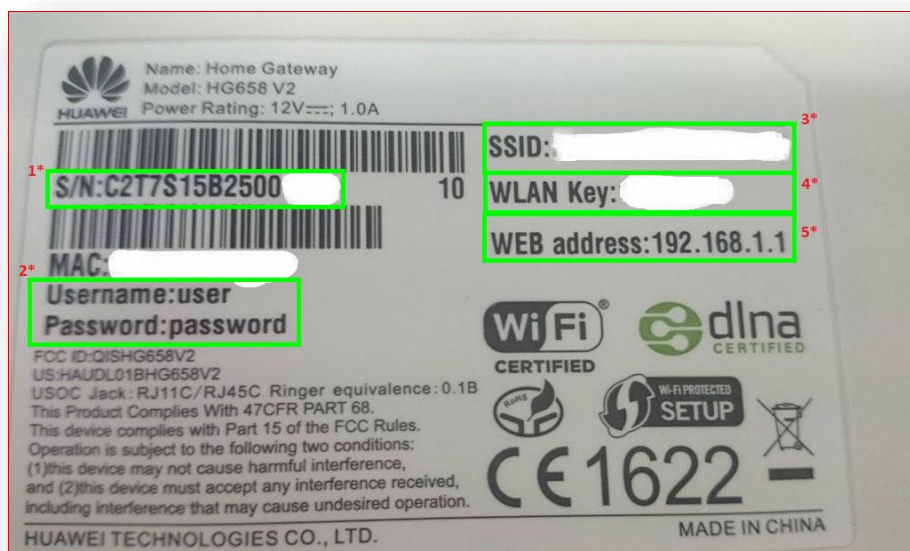 HUAWEI
Name: Home Gateway
Model: HG658 V2
Power Rating: 12V⎓; 1.0A
1*
S/N:C2T7S15B2500
10
MAC:
2*
Username:user
Password:password
FCC ID:QISHG658V2
US:HAUDL01BHG658V2
USOC Jack:RJ11C/RJ45C Ringer equivalence:0.1B
This Product Complies With 47CFR PART 68.
This device complies with Part 15 of the FCC Rules.
Operation is subject to the following two conditions:
(1)this device may not cause harmful interference,
and (2)this device must accept any interference received,
including interference that may cause undesired operation.
HUAWEI TECHNOLOGIES CO., LTD.
3*
SSID:
4*
WLAN Key:
5*
WEB address:192.168.1.1
Wi Fi®
CERTIFIED
dlna
CERTIFIED
RoHS
Wi-Fi PROTECTED
SETUP
CE1622
MADE IN CHINA